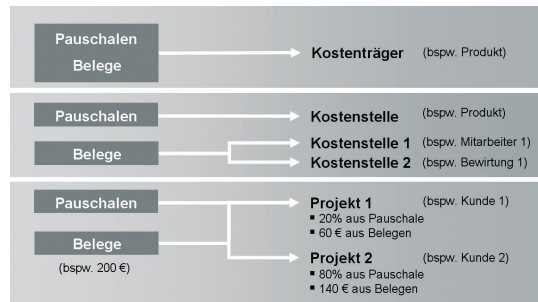 Pauschalen
Belege
Kostenträger (bspw. Produkt)
Pauschalen
Kostenstelle (bspw. Produkt)
Belege
Kostenstelle 1 (bspw. Mitarbeiter 1)
Kostenstelle 2 (bspw. Bewirtung 1)
Pauschalen
Projekt 1 (bspw. Kunde 1)
▪ 20% aus Pauschale
▪ 60 € aus Belegen
Belege
(bspw. 200 €)
Projekt 2 (bspw. Kunde 2)
▪ 80% aus Pauschale
▪ 140 € aus Belegen